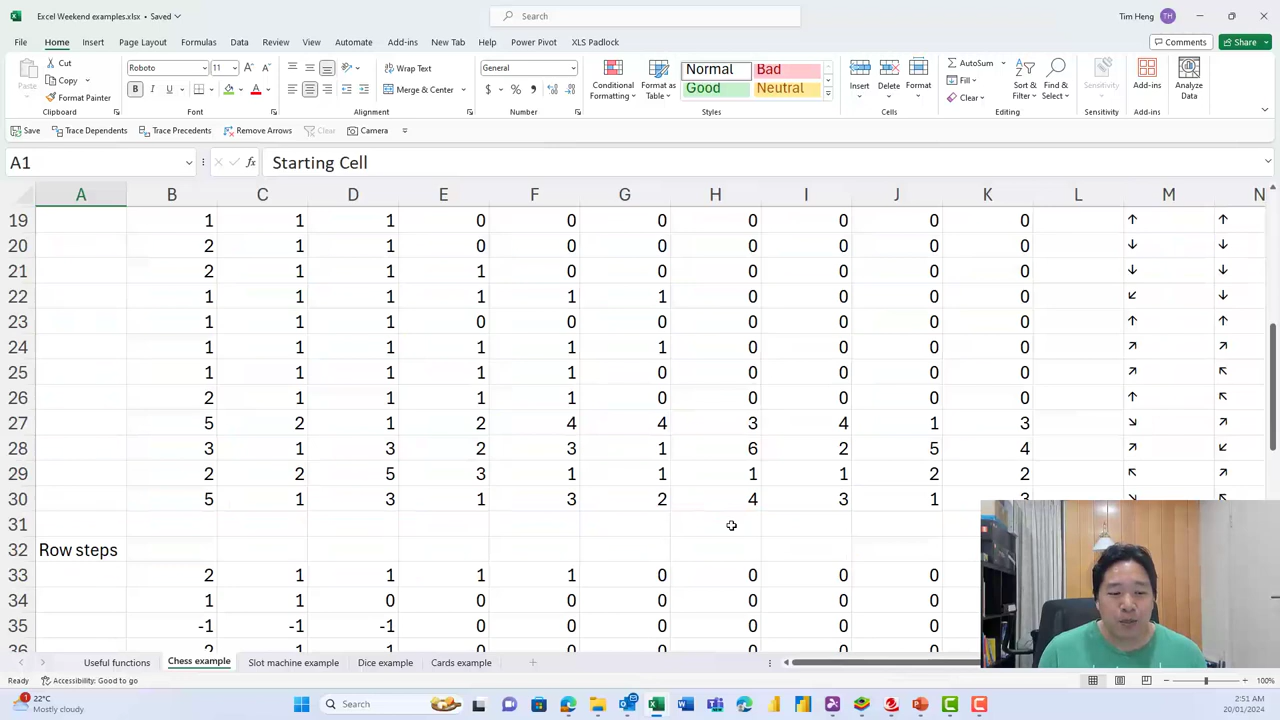 Excel Weekend examples.xlsx • Saved
Search
Tim Heng TH
File Home Insert Page Layout Formulas Data Review View Automate Add-ins New Tab Help Power Pivot XLS Padlock Comments Share
Paste Cut Copy Format Painter Clipboard
Roboto 11 B I U Font
Wrap Text Merge & Center Alignment
General $ % Number
Conditional Formatting Format as Table Normal Bad Good Neutral Styles
Insert Delete Format Cells
AutoSum Fill Clear Sort & Filter Find & Select Editing
Sensitivity Sensitivity
Add-ins Add-ins
Analyze Data
Save Trace Dependents Trace Precedents Remove Arrows Clear Camera
A1 fx Starting Cell
A B C D E F G H I J K L M N
19 1 1 1 0 0 0 0 0 0 0 ↑ ↑
20 2 1 1 0 0 0 0 0 0 0 ↓ ↓
21 2 1 1 1 0 0 0 0 0 0 ↓ ↓
22 1 1 1 1 1 1 0 0 0 0 ↙ ↓
23 1 1 1 0 0 0 0 0 0 0 ↑ ↑
24 1 1 1 1 1 1 0 0 0 0 ↗ ↗
25 1 1 1 1 1 0 0 0 0 0 ↗ ↖
26 2 1 1 1 1 0 0 0 0 0 ↑ ↖
27 5 2 1 2 4 4 3 4 1 3 ↘ ↗
28 3 1 3 2 3 1 6 2 5 4 ↗ ↙
29 2 2 5 3 1 1 1 1 2 2 ↖ ↗
30 5 1 3 1 3 2 4 3 1 3 ↘ ↖
31
32 Row steps
33 2 1 1 1 1 0 0 0 0
34 1 1 0 0 0 0 0 0 0
35 -1 -1 -1 0 0 0 0 0 0
36 2 1 1 0 0 0 0 0 0
Useful functions Chess example Slot machine example Dice example Cards example
Ready Accessibility: Good to go 100%
1 22°C
Mostly cloudy
Search
2:51 AM
20/01/2024